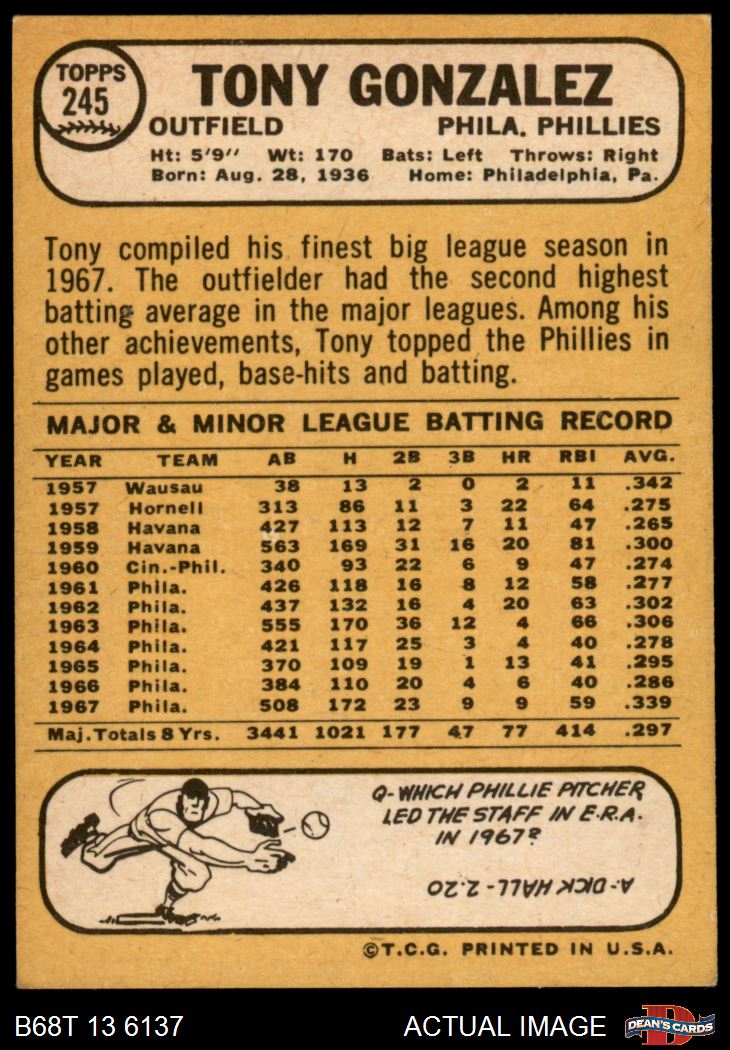 TOPPS
245
TONY GONZALEZ
OUTFIELD PHILA. PHILLIES
Ht: 5'9" Wt: 170 Bats: Left Throws: Right
Born: Aug. 28, 1936 Home: Philadelphia, Pa.
Tony compiled his finest big league season in
1967. The outfielder had the second highest
batting average in the major leagues. Among his
other achievements, Tony topped the Phillies in
games played, base-hits and batting.
MAJOR & MINOR LEAGUE BATTING RECORD
YEAR TEAM AB H 2B 3B HR RBI AVG.
1957 Wausau 38 13 2 0 2 11 .342
1957 Hornell 313 86 11 3 22 64 .275
1958 Havana 427 113 12 7 11 47 .265
1959 Havana 563 169 31 16 20 81 .300
1960 Cin.-Phil. 340 93 22 6 9 47 .274
1961 Phila. 426 118 16 8 12 58 .277
1962 Phila. 437 132 16 4 20 63 .302
1963 Phila. 555 170 36 12 4 66 .306
1964 Phila. 421 117 25 3 4 40 .278
1965 Phila. 370 109 19 1 13 41 .295
1966 Phila. 384 110 20 4 6 40 .286
1967 Phila. 508 172 23 9 9 59 .339
Maj.Totals 8 Yrs. 3441 1021 177 47 77 414 .297
Q-WHICH PHILLIE PITCHER
LED THE STAFF IN E.R.A.
IN 1967?
A-DICK HALL-2.20
©T.C.G. PRINTED IN U.S.A.
B68T 13 6137 ACTUAL IMAGE D DEAN'S CARDS